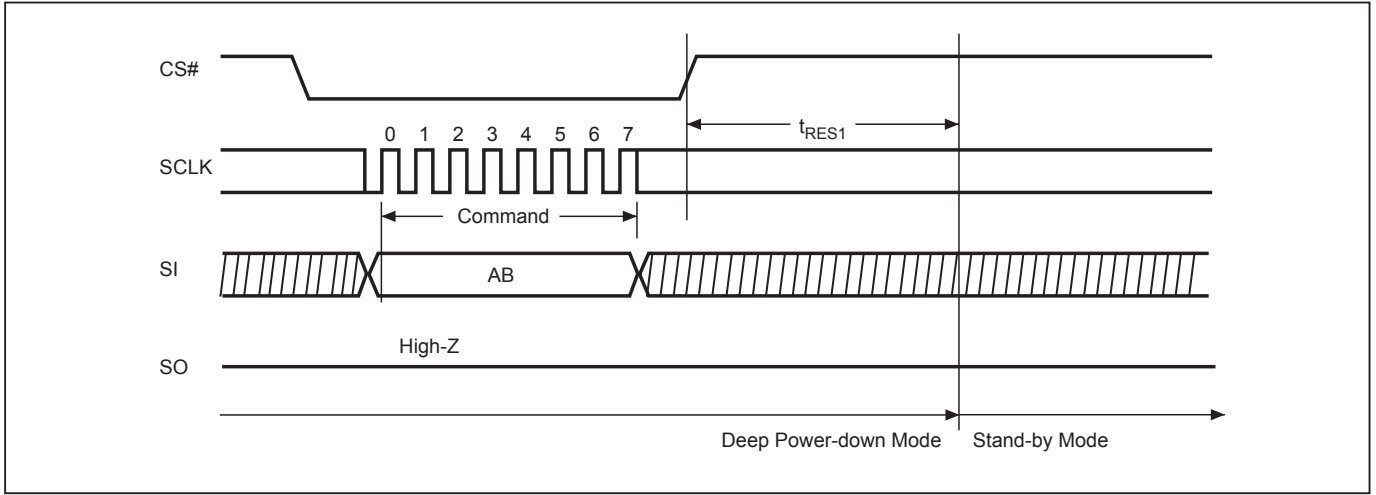 CS#
tRES1
0 1 2 3 4 5 6 7
SCLK
Command
SI
AB
High-Z
SO
Deep Power-down Mode Stand-by Mode